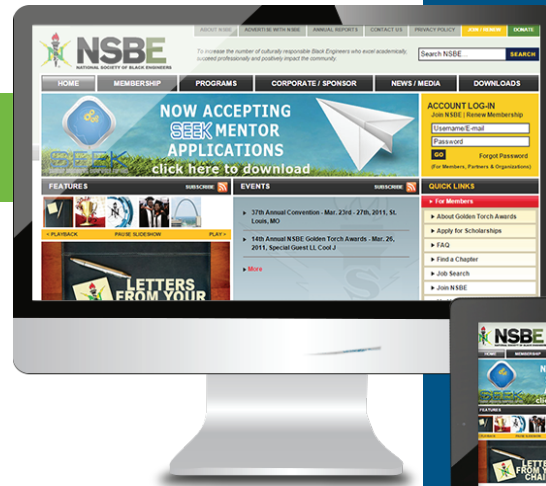 ABOUT NSBE ADVERTISE WITH NSBE ANNUAL REPORTS CONTACT US PRIVACY POLICY JOIN / RENEW DONATE
NSBE
NATIONAL SOCIETY OF BLACK ENGINEERS
To increase the number of culturally responsible Black Engineers who excel academically,
succeed professionally and positively impact the community.
Search NSBE... SEARCH
HOME MEMBERSHIP PROGRAMS CORPORATE / SPONSOR NEWS / MEDIA DOWNLOADS
NOW ACCEPTING
SEEK MENTOR
APPLICATIONS
click here to download
SEEK
ACCOUNT LOG-IN
Join NSBE | Renew Membership
Username/E-mail
Password
GO Forgot Password
(For Members, Partners & Organizations)
FEATURES SUBSCRIBE
< PLAYBACK PAUSE SLIDESHOW PLAY >
LETTERS
FROM YOUR
EVENTS SUBSCRIBE
37th Annual Convention - Mar. 23rd - 27th, 2011, St.
Louis, MO
14th Annual NSBE Golden Torch Awards - Mar. 26,
2011, Special Guest LL Cool J
More
QUICK LINKS
For Members
About Golden Torch Awards
Apply for Scholarships
FAQ
Find a Chapter
Job Search
Join NSBE
NSBE
HOME MEMBERSHIP
FEATURES
LETTE
FROM Y
CHAI